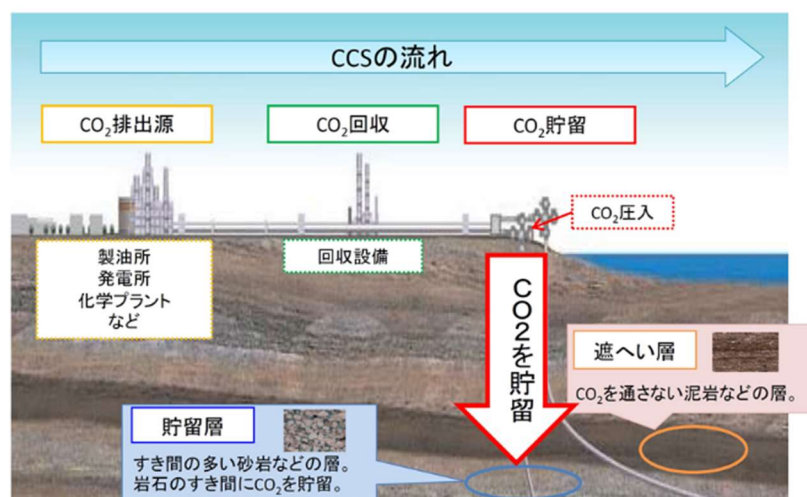 CCSの流れ
CO₂排出源
CO₂回収
CO₂貯留
CO₂圧入
製油所
発電所
化学プラント
など
回収設備
CO2を貯留
遮へい層
CO₂を通さない泥岩などの層。
貯留層
すき間の多い砂岩などの層。
岩石のすき間にCO₂を貯留。